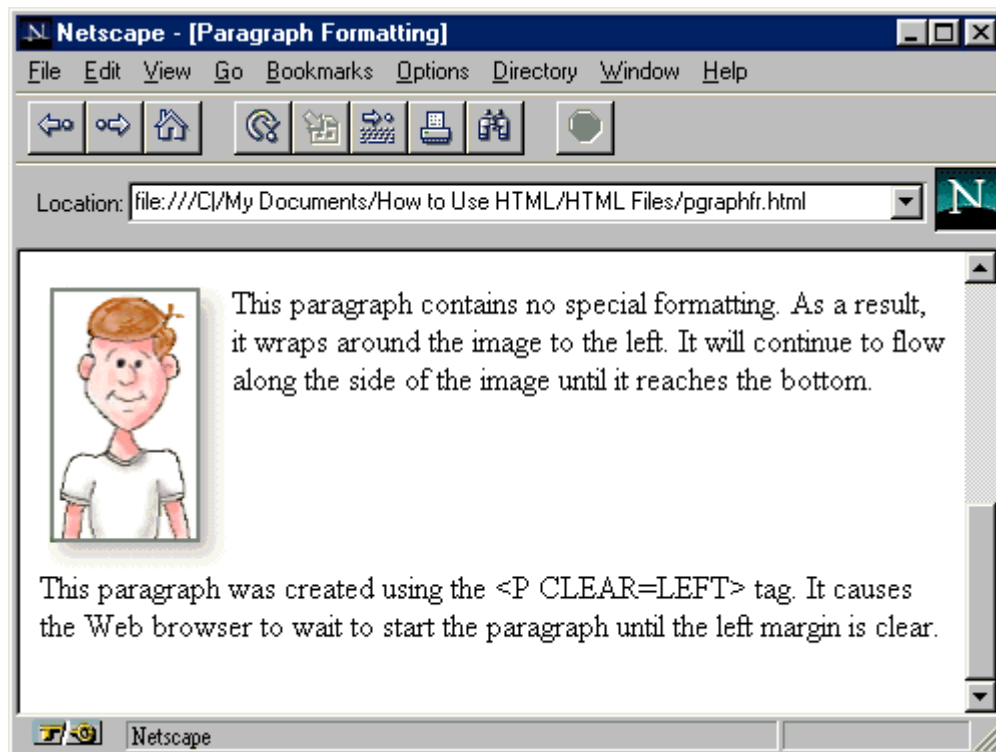 N Netscape - [Paragraph Formatting]
File Edit View Go Bookmarks Options Directory Window Help
Location: file:///C|/My Documents/How to Use HTML/HTML Files/pgraphfr.html
N
This paragraph contains no special formatting. As a result,
it wraps around the image to the left. It will continue to flow
along the side of the image until it reaches the bottom.
This paragraph was created using the <P CLEAR=LEFT> tag. It causes
the Web browser to wait to start the paragraph until the left margin is clear.
Netscape